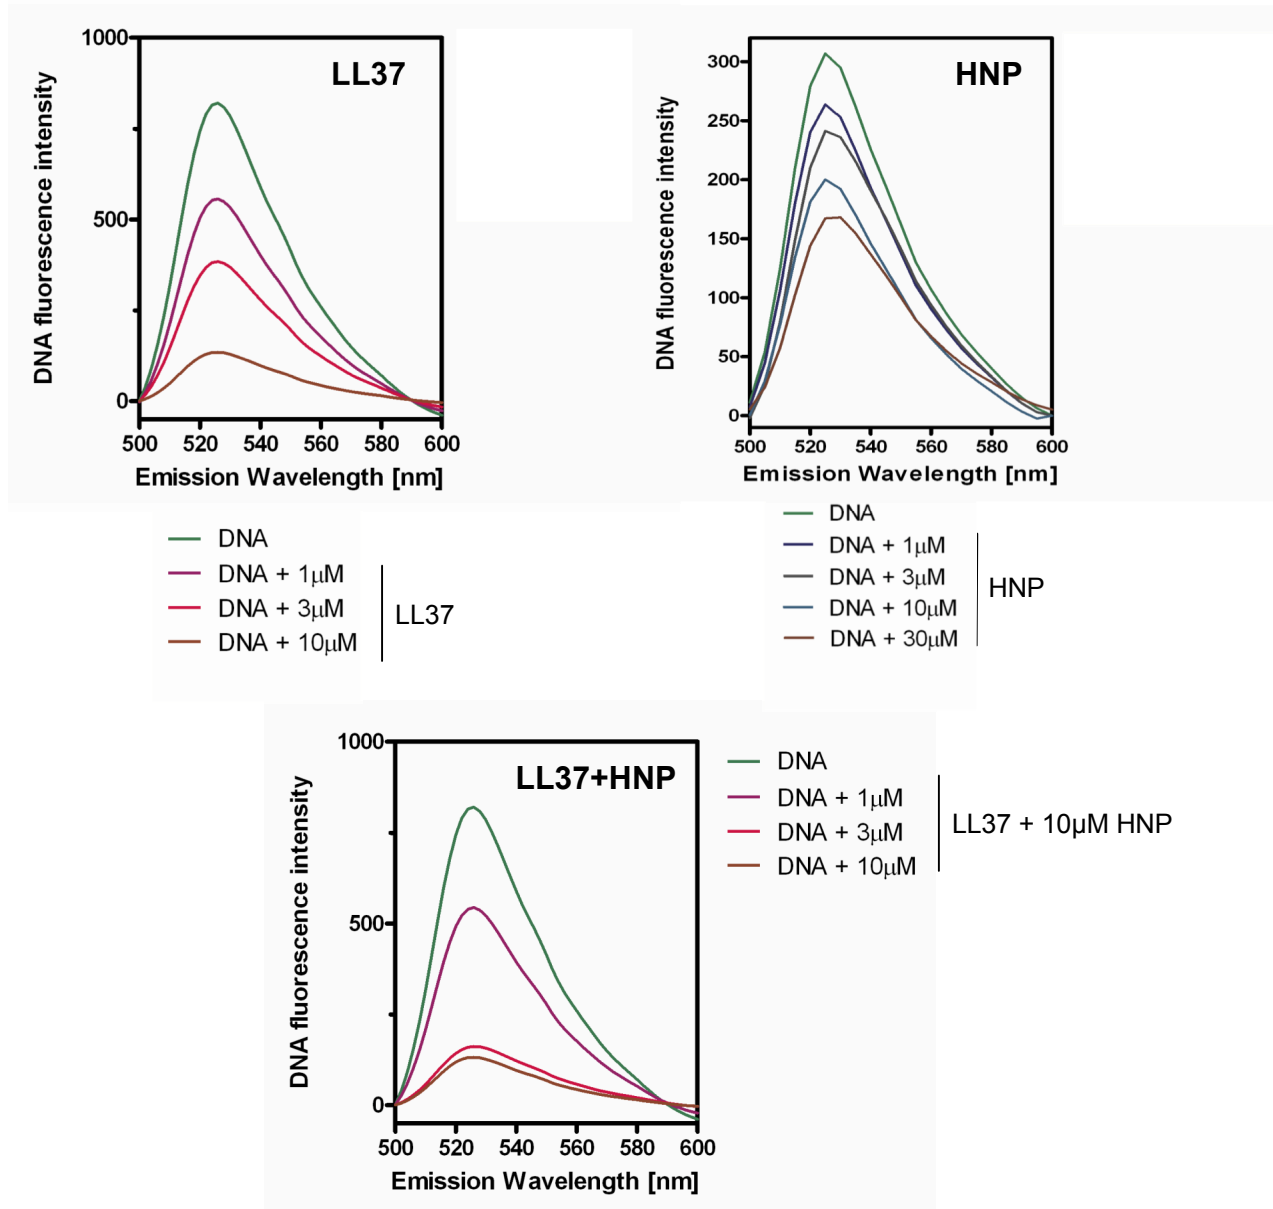 LL37
DNA fluorescence intensity
1000
500
0
500 520 540 560 580 600
Emission Wavelength [nm]
DNA
DNA + 1μM
DNA + 3μM
DNA + 10μM
LL37
HNP
DNA fluorescence intensity
300
250
200
150
100
50
0
500 520 540 560 580 600
Emission Wavelength [nm]
DNA
DNA + 1μM
DNA + 3μM
DNA + 10μM
DNA + 30μM
HNP
LL37+HNP
DNA fluorescence intensity
1000
500
0
500 520 540 560 580 600
Emission Wavelength [nm]
DNA
DNA + 1μM
DNA + 3μM
DNA + 10μM
LL37 + 10μM HNP